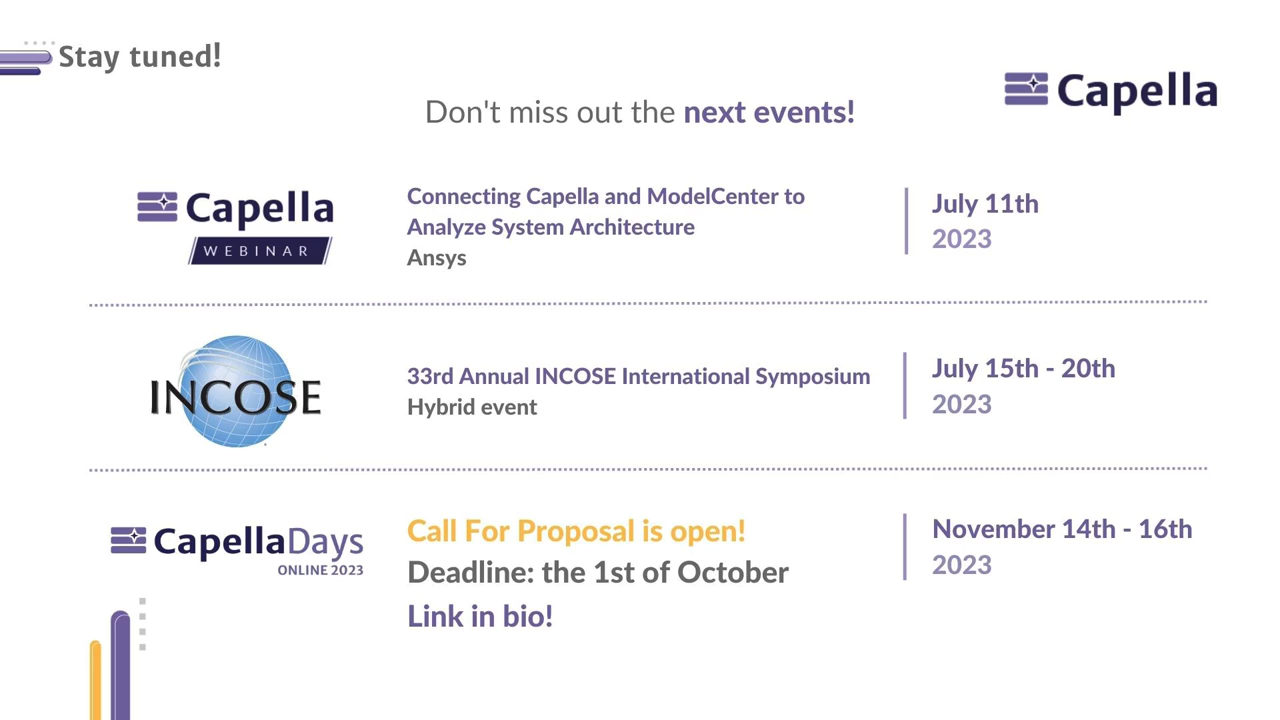 Stay tuned!
Capella
Don't miss out the next events!
Capella
WEBINAR
Connecting Capella and ModelCenter to
Analyze System Architecture
Ansys
July 11th
2023
INCOSE
33rd Annual INCOSE International Symposium
Hybrid event
July 15th - 20th
2023
CapellaDays
ONLINE 2023
Call For Proposal is open!
Deadline: the 1st of October
Link in bio!
November 14th - 16th
2023